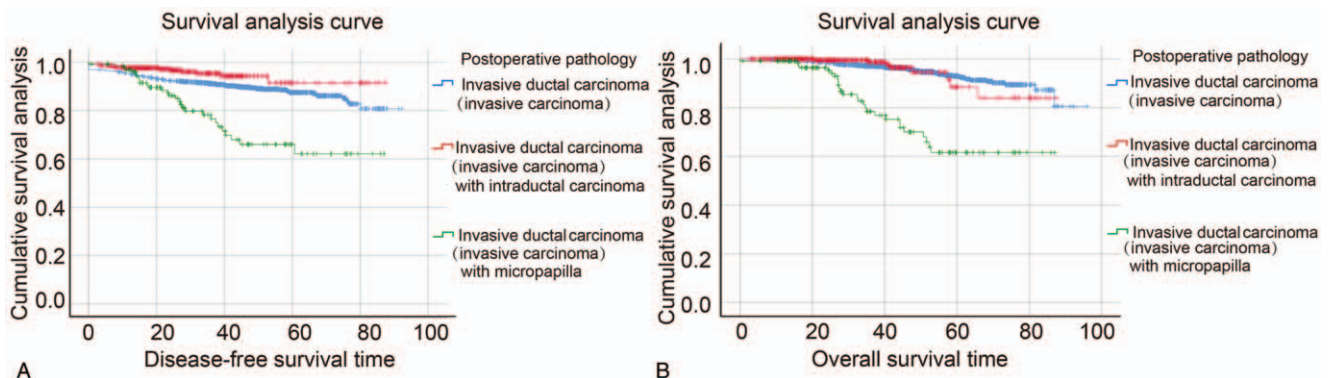 Survival analysis curve
Cumulative survival analysis
1.0
0.8
0.6
0.4
0.2
0.0
0 20 40 60 80 100
Disease-free survival time
A
Postoperative pathology
Invasive ductal carcinoma
(invasive carcinoma)
Invasive ductal carcinoma
(invasive carcinoma)
with intraductal carcinoma
Invasive ductal carcinoma
(invasive carcinoma)
with micropapilla
Survival analysis curve
Cumulative survival analysis
1.0
0.8
0.6
0.4
0.2
0.0
0 20 40 60 80 100
Overall survival time
B
Postoperative pathology
Invasive ductal carcinoma
(invasive carcinoma)
Invasive ductal carcinoma
(invasive carcinoma)
with intraductal carcinoma
Invasive ductal carcinoma
(invasive carcinoma)
with micropapilla